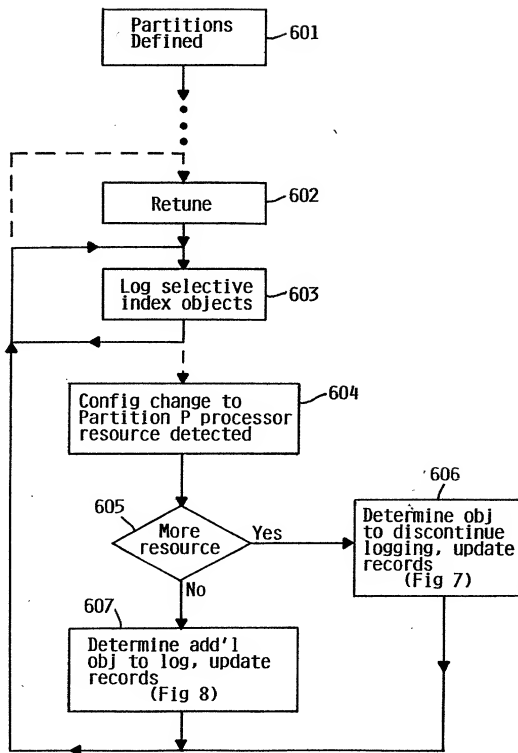 Partitions
Defined
601
Retune
602
Log selective
index objects
603
Config change to
Partition P processor
resource detected
604
605
More
resource
Yes
No
606
Determine obj
to discontinue
logging, update
records
(Fig 7)
607
Determine add'l
obj to log, update
records
(Fig 8)